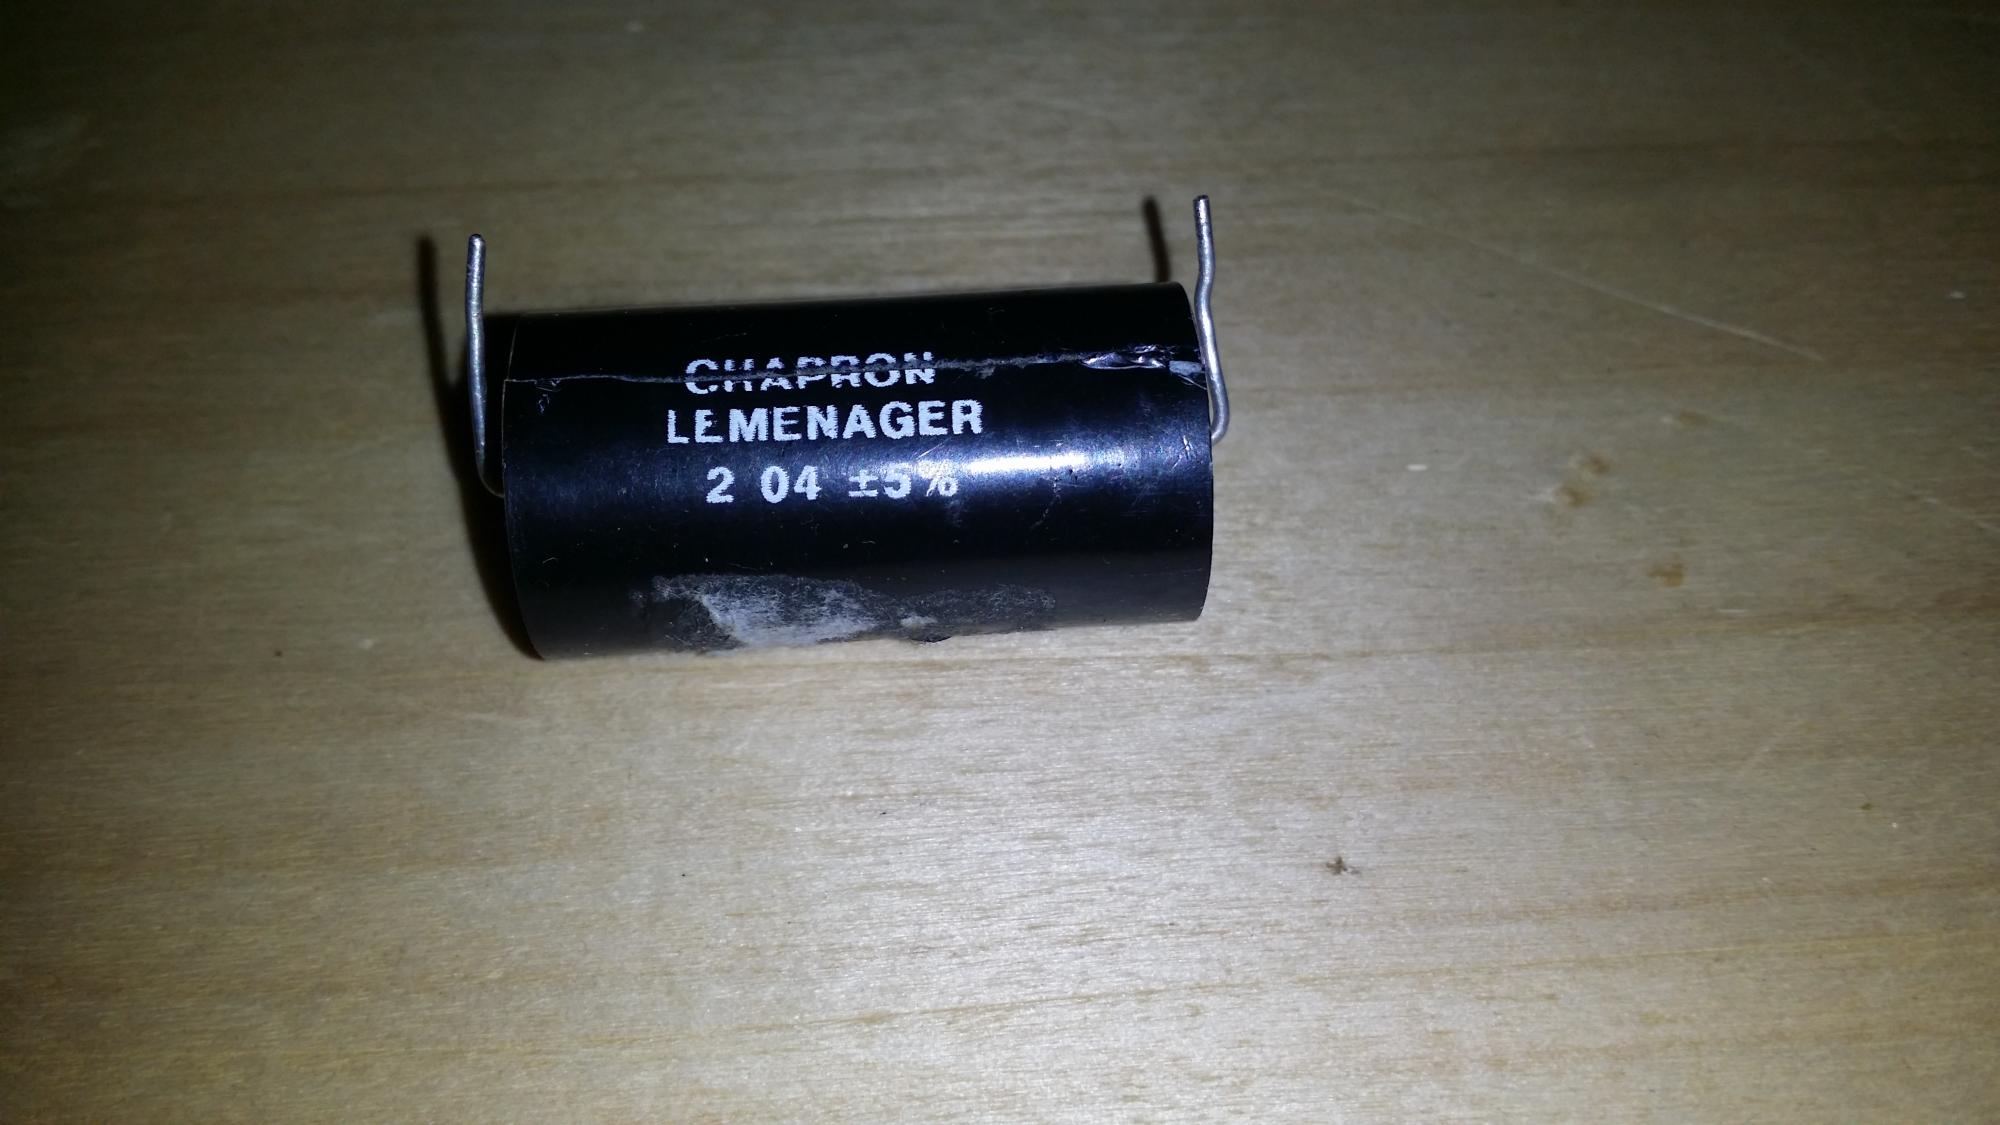 CHAPRON
LEMENAGER
2 04 ±5%